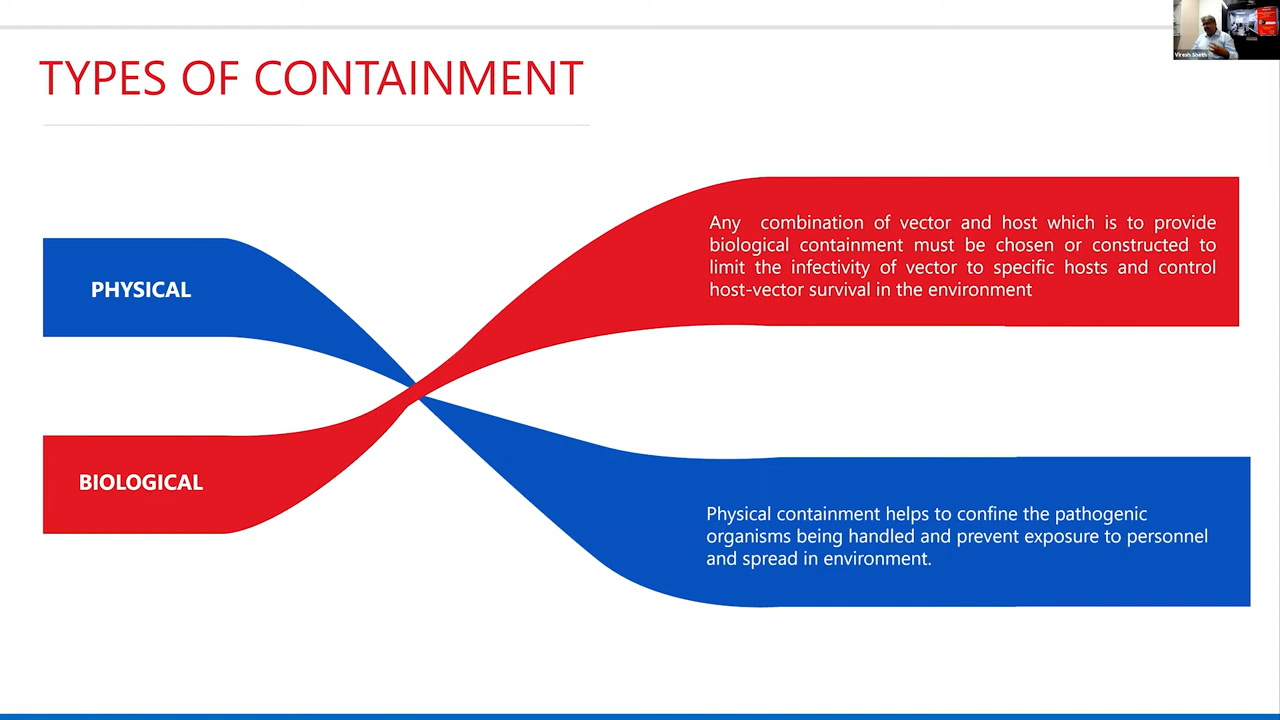 TYPES OF CONTAINMENT
PHYSICAL
BIOLOGICAL
Any combination of vector and host which is to provide
biological containment must be chosen or constructed to
limit the infectivity of vector to specific hosts and control
host-vector survival in the environment
Physical containment helps to confine the pathogenic
organisms being handled and prevent exposure to personnel
and spread in environment.
Viresh Sheth